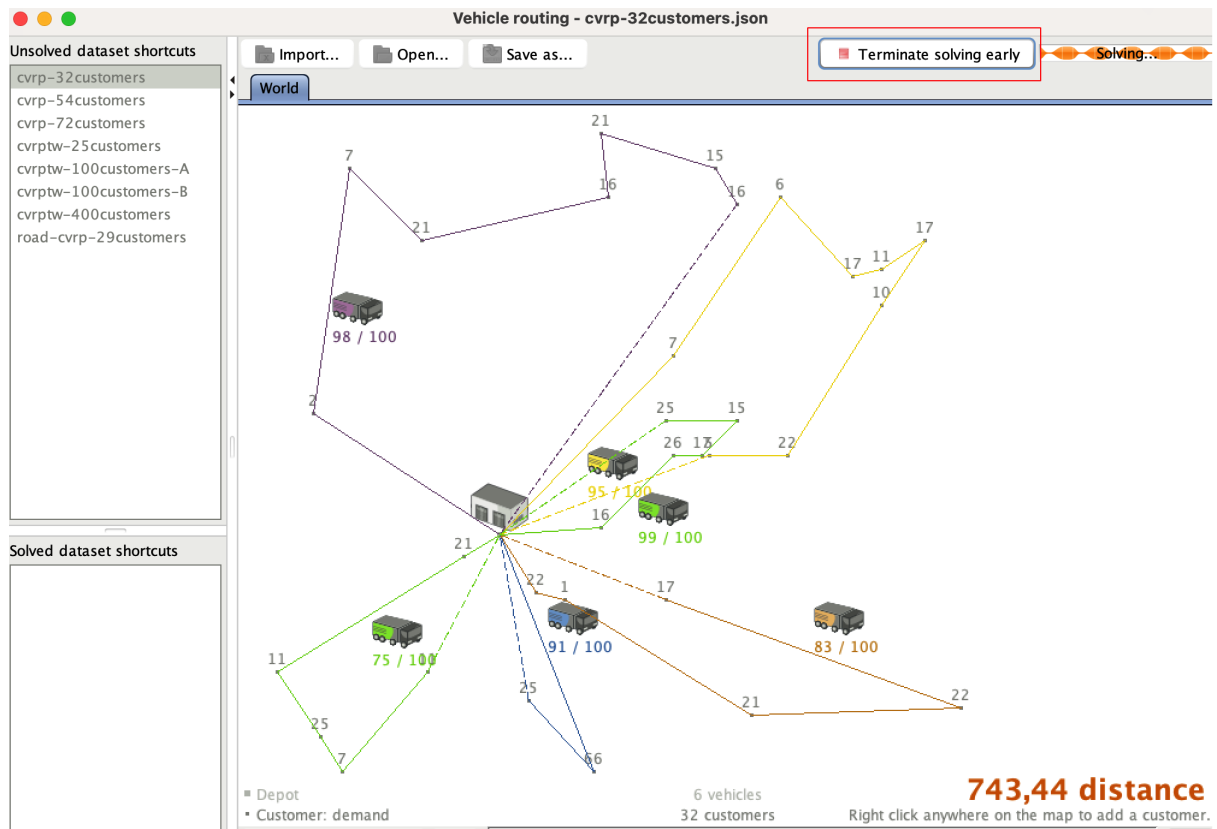 Vehicle routing - cvrp-32customers.json
Unsolved dataset shortcuts
cvrp-32customers
cvrp-54customers
cvrp-72customers
cvrptw-25customers
cvrptw-100customers-A
cvrptw-100customers-B
cvrptw-400customers
road-cvrp-29customers
Solved dataset shortcuts
Import... Open... Save as... Terminate solving early Solving...
World
21
7 15
16 16 6
21 17
17 11
10
98 / 100
7
2 25 15
26 22
95 / 100
16
99 / 100
21
22 1 17
75 / 100 91 / 100 83 / 100
11
25 21 22
25
7 66
743,44 distance
Depot 6 vehicles
Customer: demand 32 customers Right click anywhere on the map to add a customer.